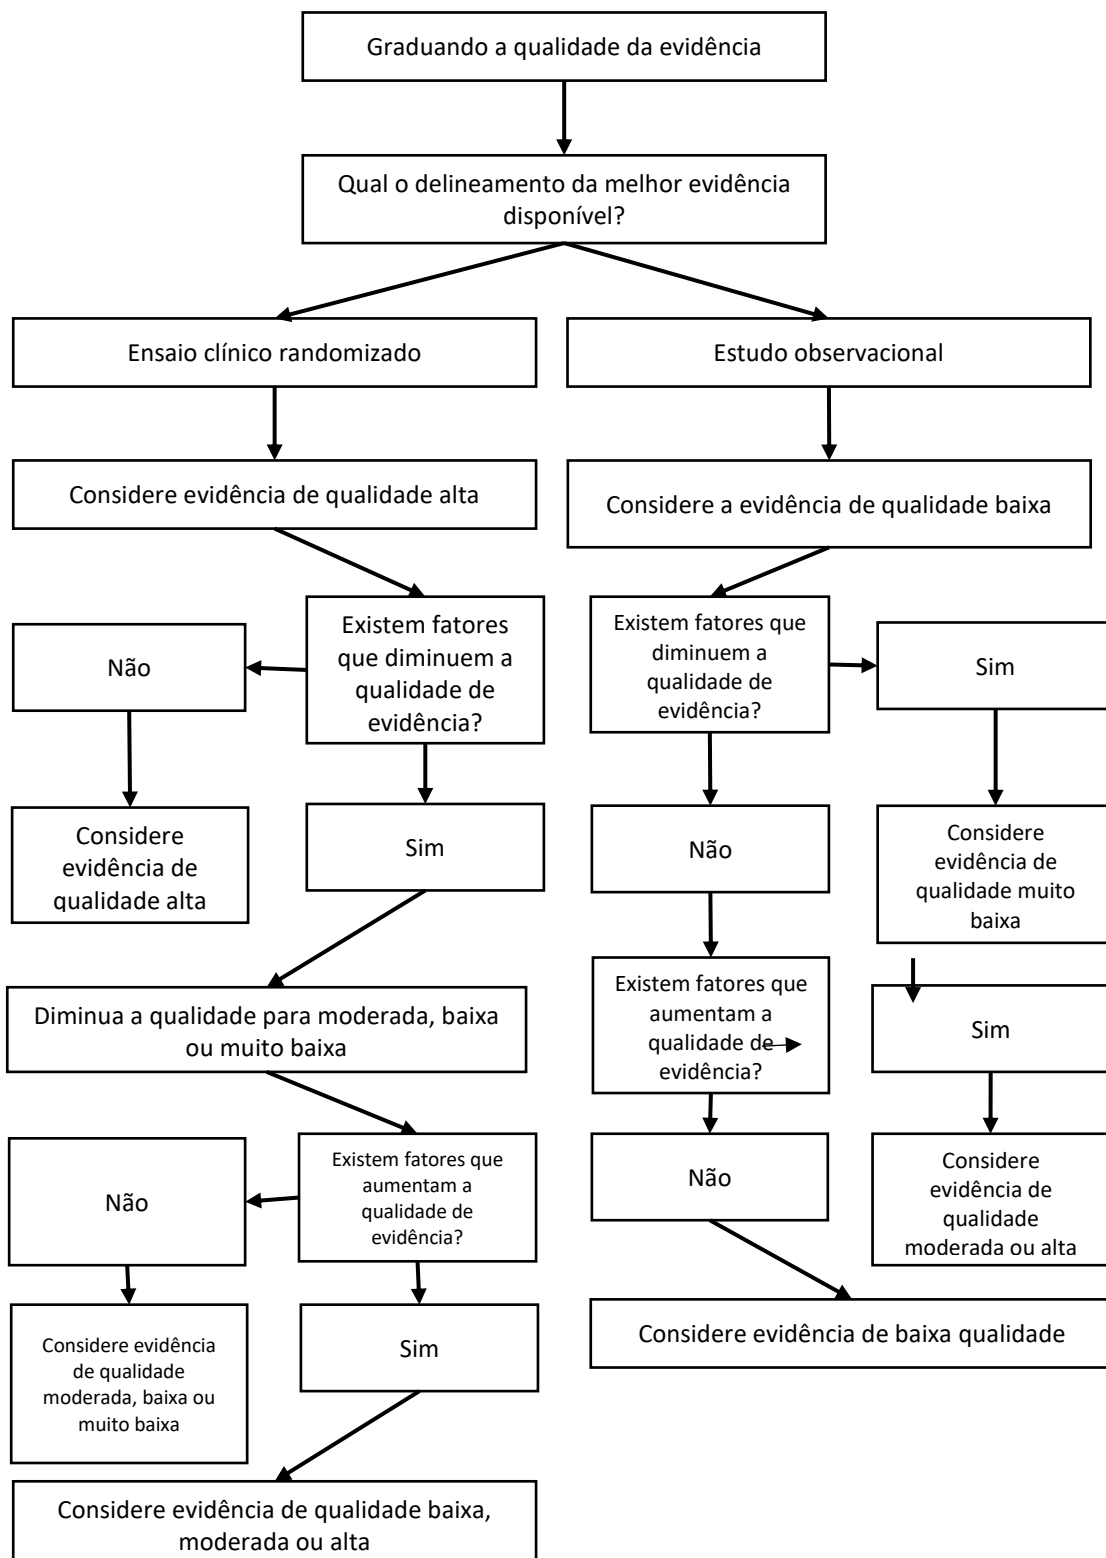 Graduando a qualidade da evidência
Qual o delineamento da melhor evidência
disponível?
Ensaio clínico randomizado
Estudo observacional
Considere evidência de qualidade alta
Considere a evidência de qualidade baixa
Não
Existem fatores
que diminuem a
qualidade de
evidência?
Existem fatores que
diminuem a
qualidade de
evidência?
Sim
Considere
evidência de
qualidade alta
Sim
Não
Considere
evidência de
qualidade muito
baixa
Diminua a qualidade para moderada, baixa
ou muito baixa
Existem fatores que
aumentam a
qualidade de
evidência?
Sim
Não
Existem fatores que
aumentam a
qualidade de
evidência?
Não
Considere
evidência de
qualidade
moderada ou alta
Considere evidência
de qualidade
moderada, baixa ou
muito baixa
Sim
Considere evidência de baixa qualidade
Considere evidência de qualidade baixa,
moderada ou alta